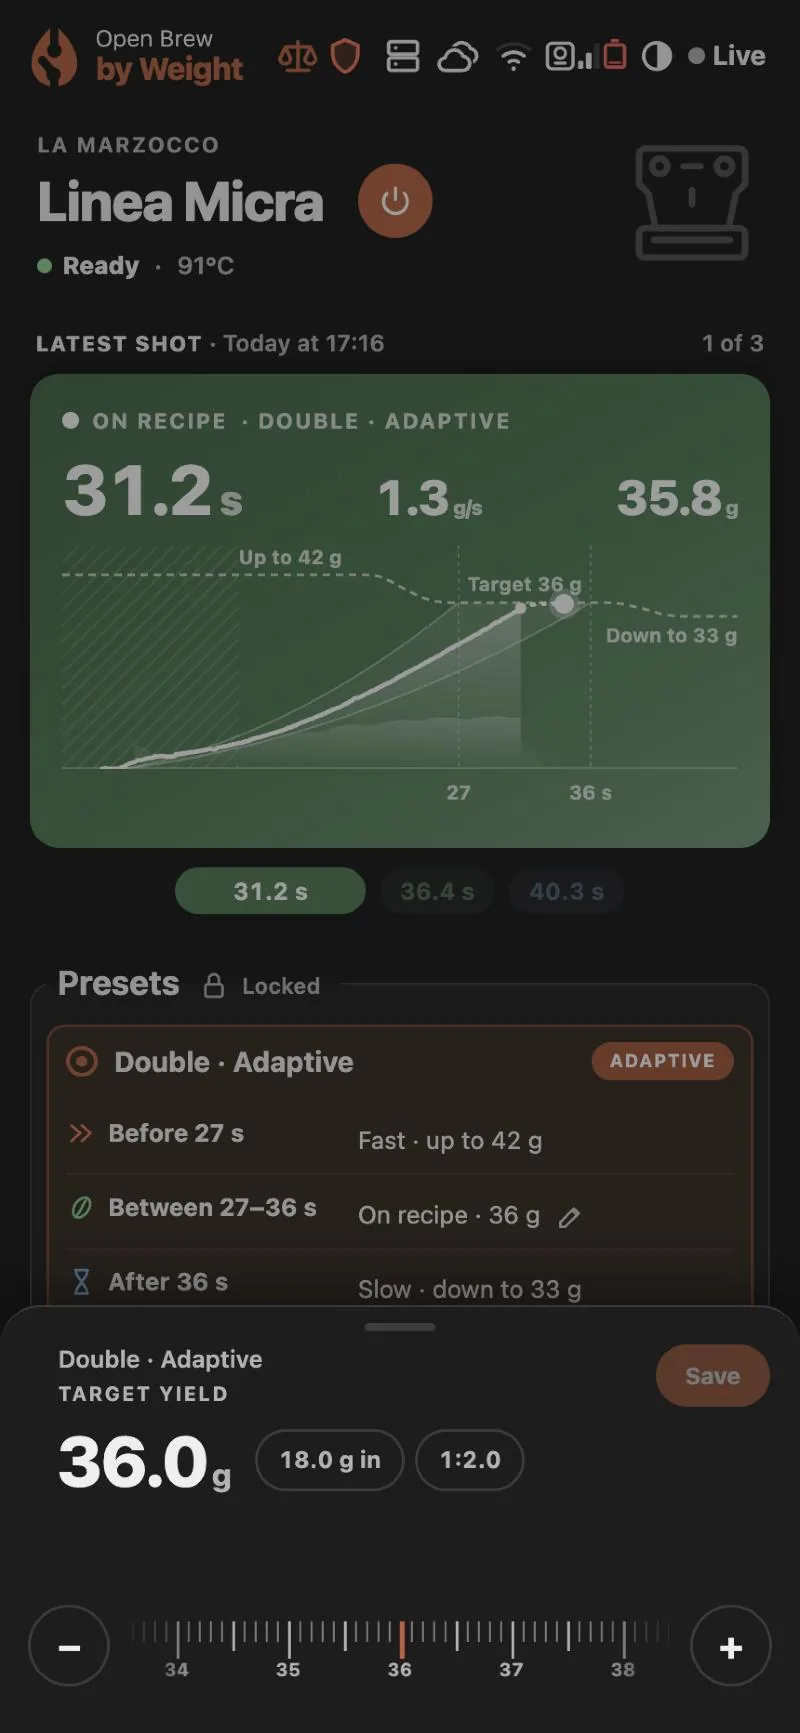 Open Brew
by Weight
Live
LA MARZOCCO
Linea Micra
Ready · 91°C
LATEST SHOT · Today at 17:16
1 of 3
ON RECIPE · DOUBLE · ADAPTIVE
31.2 s
1.3 g/s
35.8 g
Up to 42 g
Target 36 g
Down to 33 g
27
36 s
31.2 s
36.4 s
40.3 s
Presets
Locked
Double · Adaptive
ADAPTIVE
Before 27 s
Fast · up to 42 g
Between 27–36 s
On recipe · 36 g
After 36 s
Slow · down to 33 g
Double · Adaptive
TARGET YIELD
Save
36.0 g
18.0 g in
1:2.0
−
34
35
36
37
38
+